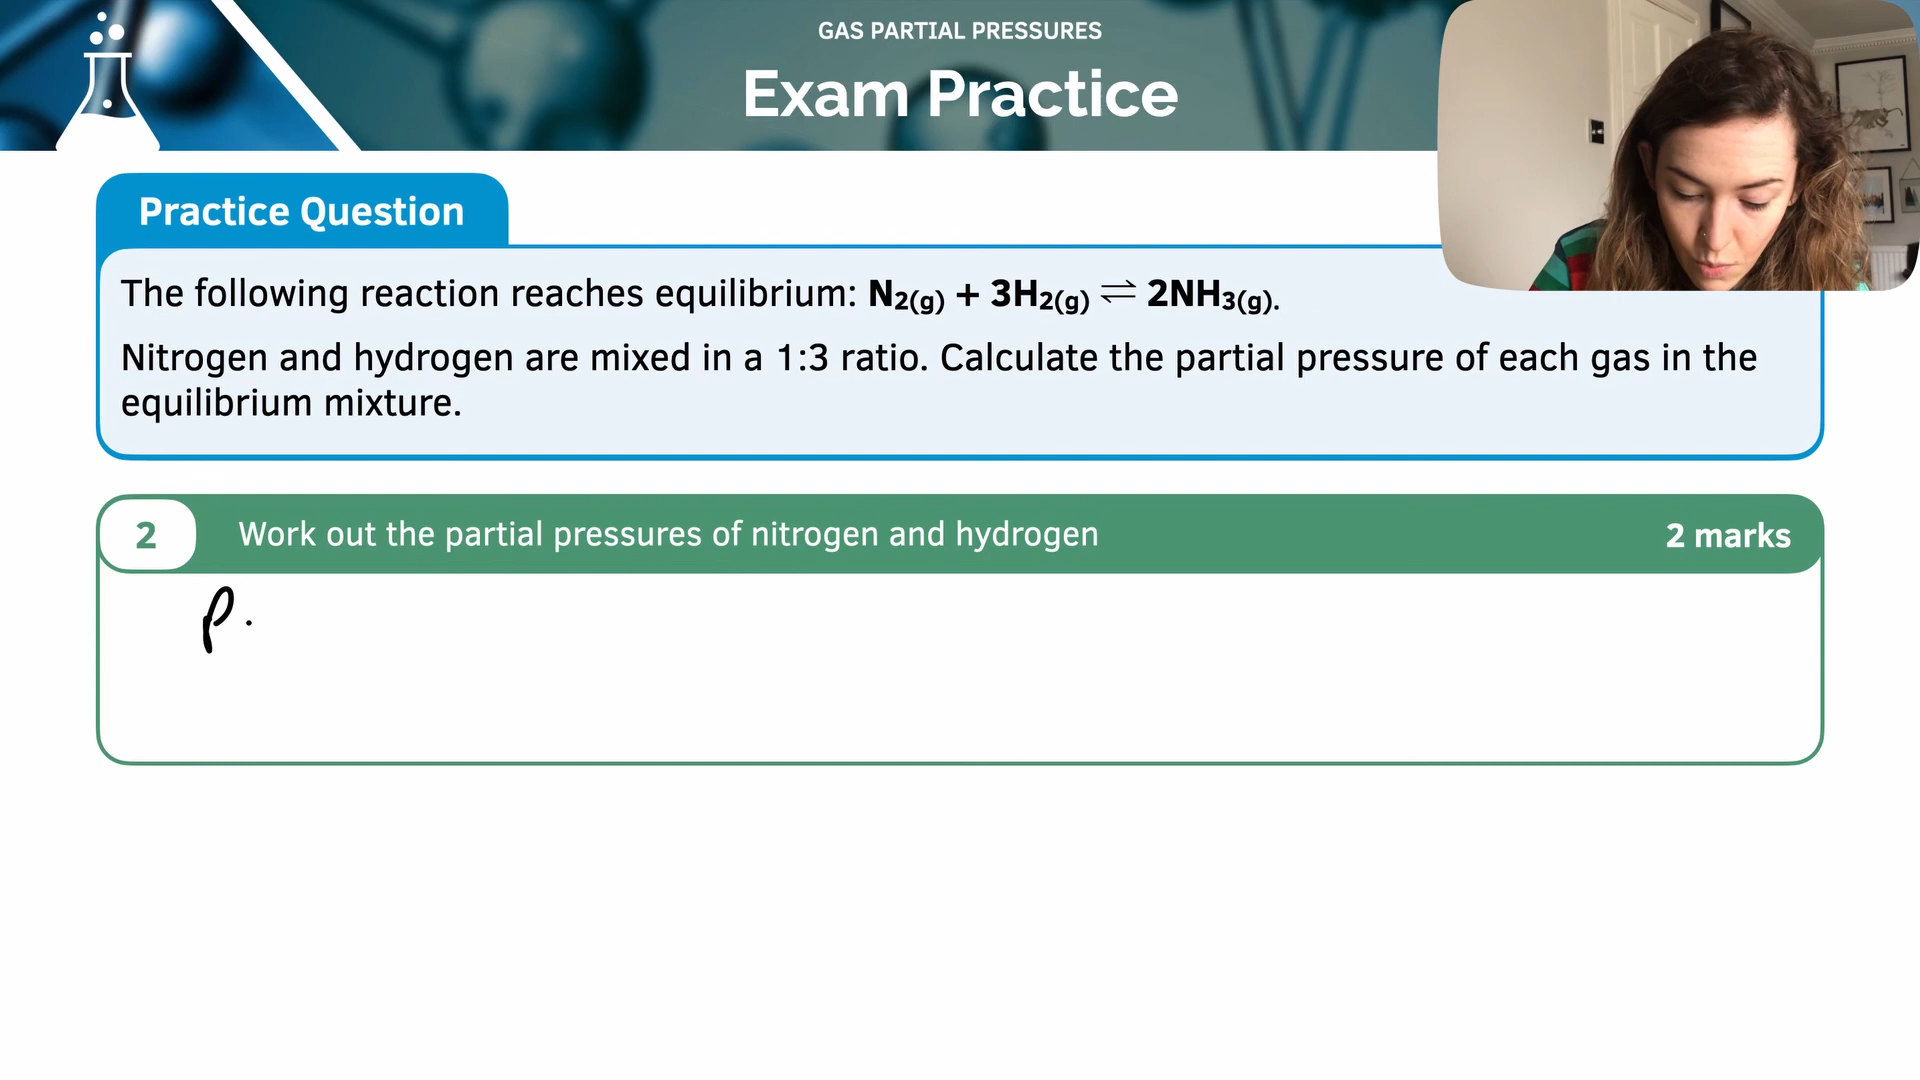 GAS PARTIAL PRESSURES
Exam Practice
Practice Question
The following reaction reaches equilibrium: N₂(g) + 3H₂(g) ⇌ 2NH₃(g).
Nitrogen and hydrogen are mixed in a 1:3 ratio. Calculate the partial pressure of each gas in the
equilibrium mixture.
2 Work out the partial pressures of nitrogen and hydrogen 2 marks
P.